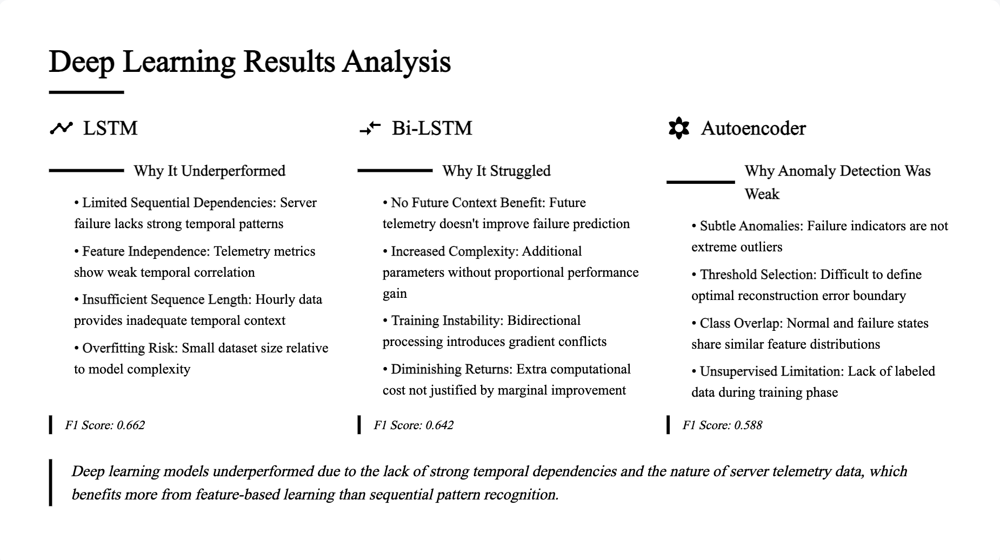 Deep Learning Results Analysis
LSTM
Why It Underperformed
• Limited Sequential Dependencies: Server
failure lacks strong temporal patterns
• Feature Independence: Telemetry metrics
show weak temporal correlation
• Insufficient Sequence Length: Hourly data
provides inadequate temporal context
• Overfitting Risk: Small dataset size relative
to model complexity
F1 Score: 0.662
Bi-LSTM
Why It Struggled
• No Future Context Benefit: Future
telemetry doesn't improve failure prediction
• Increased Complexity: Additional
parameters without proportional performance
gain
• Training Instability: Bidirectional
processing introduces gradient conflicts
• Diminishing Returns: Extra computational
cost not justified by marginal improvement
F1 Score: 0.642
Autoencoder
Why Anomaly Detection Was
Weak
• Subtle Anomalies: Failure indicators are not
extreme outliers
• Threshold Selection: Difficult to define
optimal reconstruction error boundary
• Class Overlap: Normal and failure states
share similar feature distributions
• Unsupervised Limitation: Lack of labeled
data during training phase
F1 Score: 0.588
Deep learning models underperformed due to the lack of strong temporal dependencies and the nature of server telemetry data, which
benefits more from feature-based learning than sequential pattern recognition.